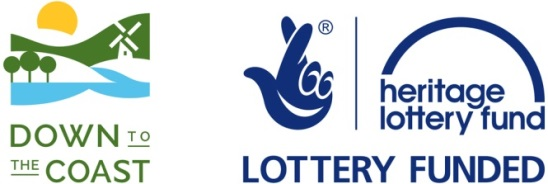 DOWN TO
THE COAST
®
heritage
lottery fund
LOTTERY FUNDED